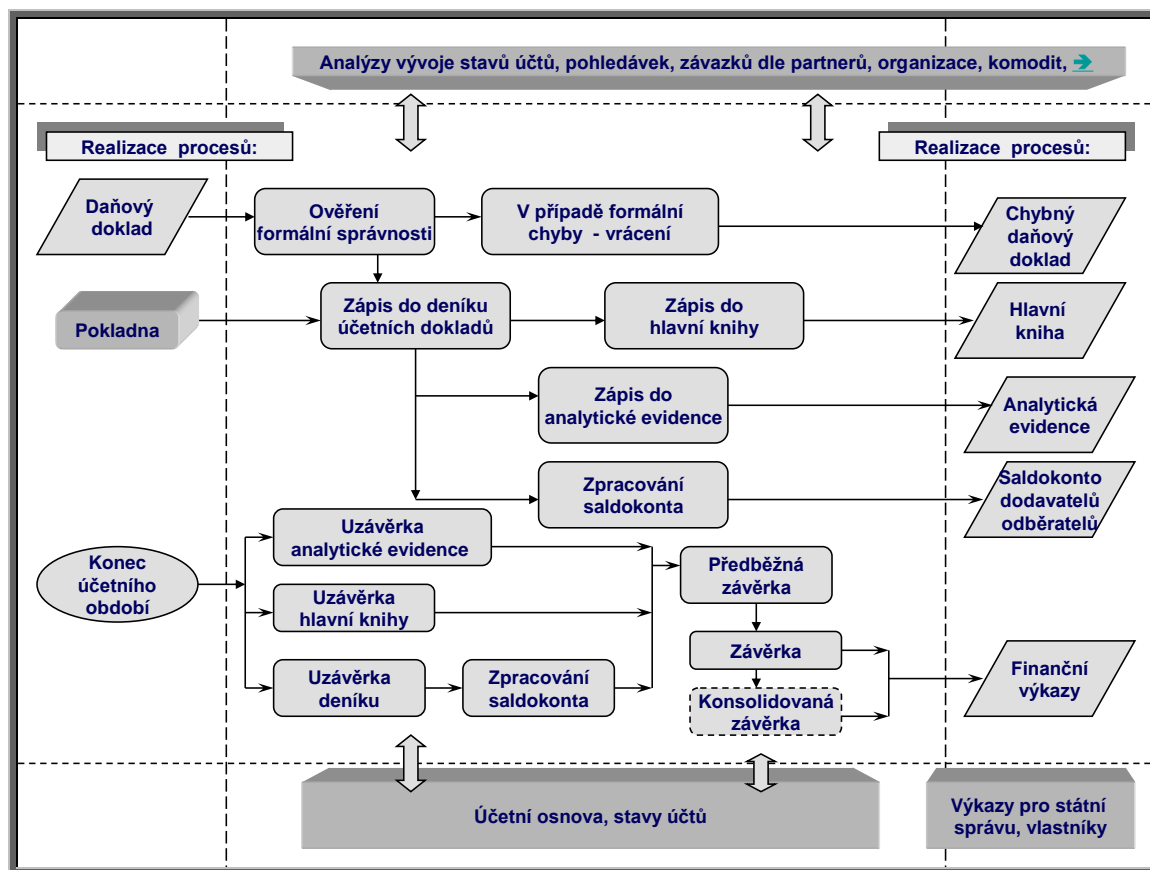 Analýzy vývoje stavů účtů, pohledávek, závazků dle partnerů, organizace, komodit, ➔
Realizace procesů:
Realizace procesů:
Daňový
doklad
Ověření
formální správnosti
V případě formální
chyby - vrácení
Chybný
daňový
doklad
Pokladna
Zápis do deníku
účetních dokladů
Zápis do
hlavní knihy
Hlavní
kniha
Zápis do
analytické evidence
Analytická
evidence
Zpracování
saldokonta
Saldokonto
dodavatelů
odběratelů
Konec
účetního
období
Uzávěrka
analytické evidence
Předběžná
závěrka
Uzávěrka
hlavní knihy
Závěrka
Uzávěrka
deníku
Zpracování
saldokonta
Konsolidovaná
závěrka
Finanční
výkazy
Účetní osnova, stavy účtů
Výkazy pro státní
správu, vlastníky